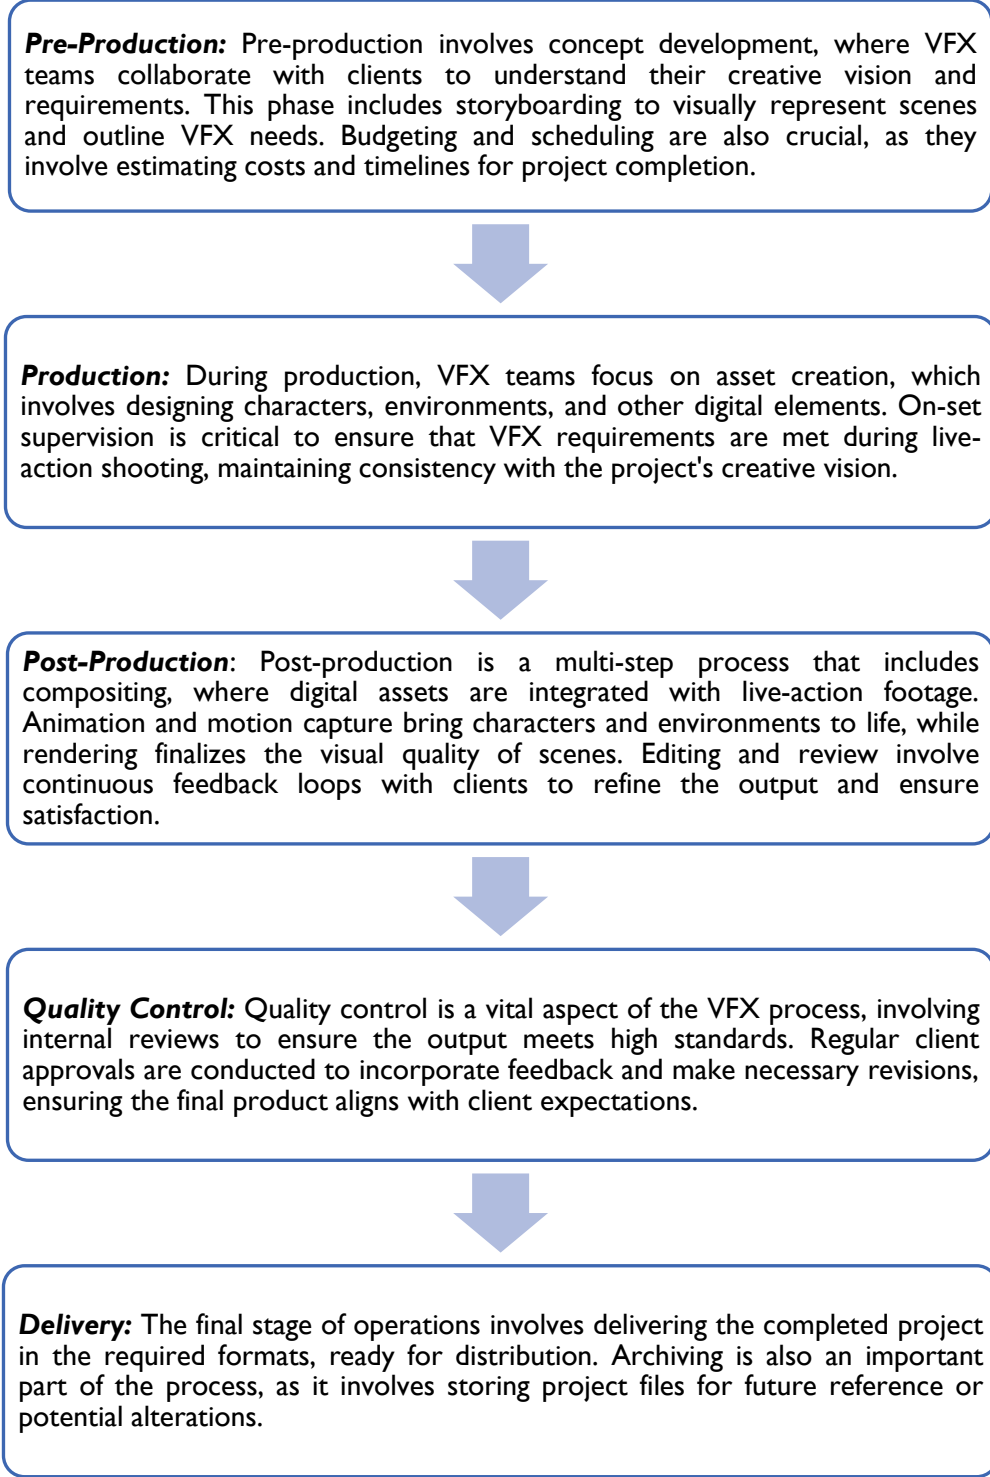 Pre-Production: Pre-production involves concept development, where VFX
teams collaborate with clients to understand their creative vision and
requirements. This phase includes storyboarding to visually represent scenes
and outline VFX needs. Budgeting and scheduling are also crucial, as they
involve estimating costs and timelines for project completion.
Production: During production, VFX teams focus on asset creation, which
involves designing characters, environments, and other digital elements. On-set
supervision is critical to ensure that VFX requirements are met during live-
action shooting, maintaining consistency with the project's creative vision.
Post-Production: Post-production is a multi-step process that includes
compositing, where digital assets are integrated with live-action footage.
Animation and motion capture bring characters and environments to life, while
rendering finalizes the visual quality of scenes. Editing and review involve
continuous feedback loops with clients to refine the output and ensure
satisfaction.
Quality Control: Quality control is a vital aspect of the VFX process, involving
internal reviews to ensure the output meets high standards. Regular client
approvals are conducted to incorporate feedback and make necessary revisions,
ensuring the final product aligns with client expectations.
Delivery: The final stage of operations involves delivering the completed project
in the required formats, ready for distribution. Archiving is also an important
part of the process, as it involves storing project files for future reference or
potential alterations.